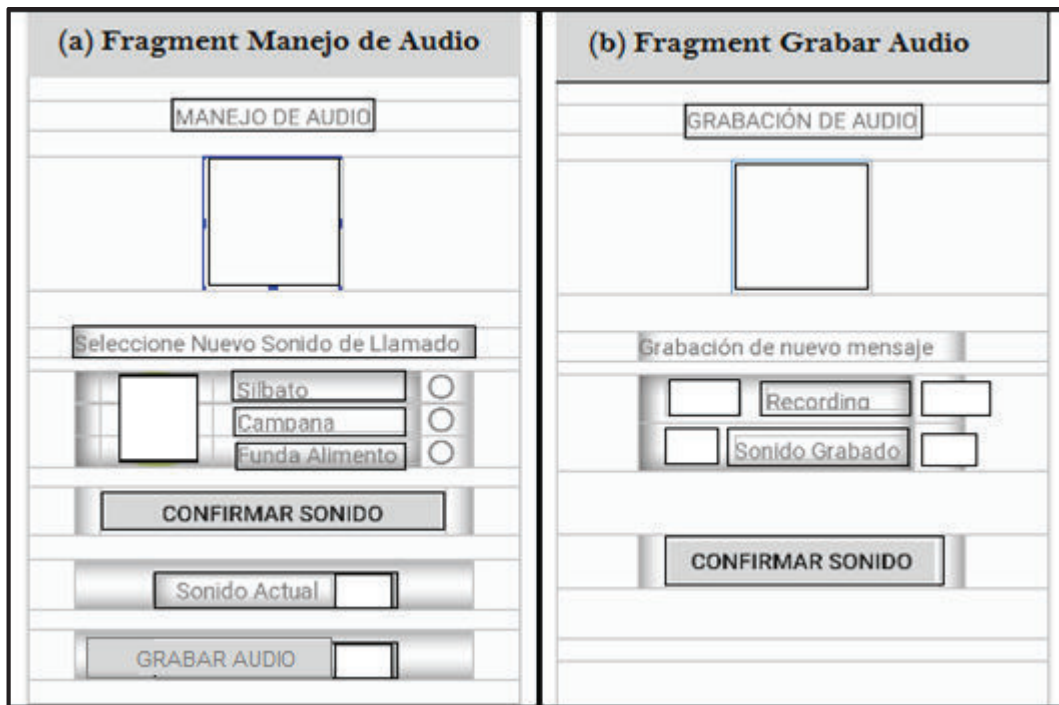 (a) Fragment Manejo de Audio
MANEJO DE AUDIO
Seleccione Nuevo Sonido de Llamado
Silbato
Campana
Funda Alimento
CONFIRMAR SONIDO
Sonido Actual
GRABAR AUDIO
(b) Fragment Grabar Audio
GRABACIÓN DE AUDIO
Grabación de nuevo mensaje
Recording
Sonido Grabado
CONFIRMAR SONIDO